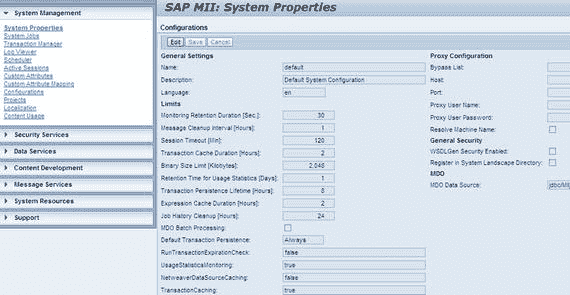 System Management
System Properties
System Jobs
Transaction Manager
Log Viewer
Scheduler
Active Sessions
Custom Attributes
Custom Attribute Mapping
Configurations
Projects
Localization
Content Usage
Security Services
Data Services
Content Development
Message Services
System Resources
Support
SAP MII: System Properties
Configurations
Edit Save Cancel
General Settings
Name: default
Description: Default System Configuration
Language: en
Limits
Monitoring Retention Duration [Sec.]: 30
Message Cleanup Interval [Hours]: 1
Session Timeout [Min]: 120
Transaction Cache Duration [Hours]: 2
Binary Size Limit [Kilobytes]: 2,048
Retention Time for Usage Statistics [Days]: 1
Transaction Persistence Lifetime [Hours]: 8
Expression Cache Duration [Hours]: 2
Job History Cleanup [Hours]: 24
MDO Batch Processing:
Default Transaction Persistence: Always
RunTransactionExpirationCheck: false
UsageStatisticsMonitoring: true
NetweaverDataSourceCaching: false
TransactionCaching: true
Proxy Configuration
Bypass List:
Host:
Port:
Proxy User Name:
Proxy User Password:
Resolve Machine Name:
General Security
WSDLGen Security Enabled:
Register in System Landscape Directory:
MDO
MDO Data Source: